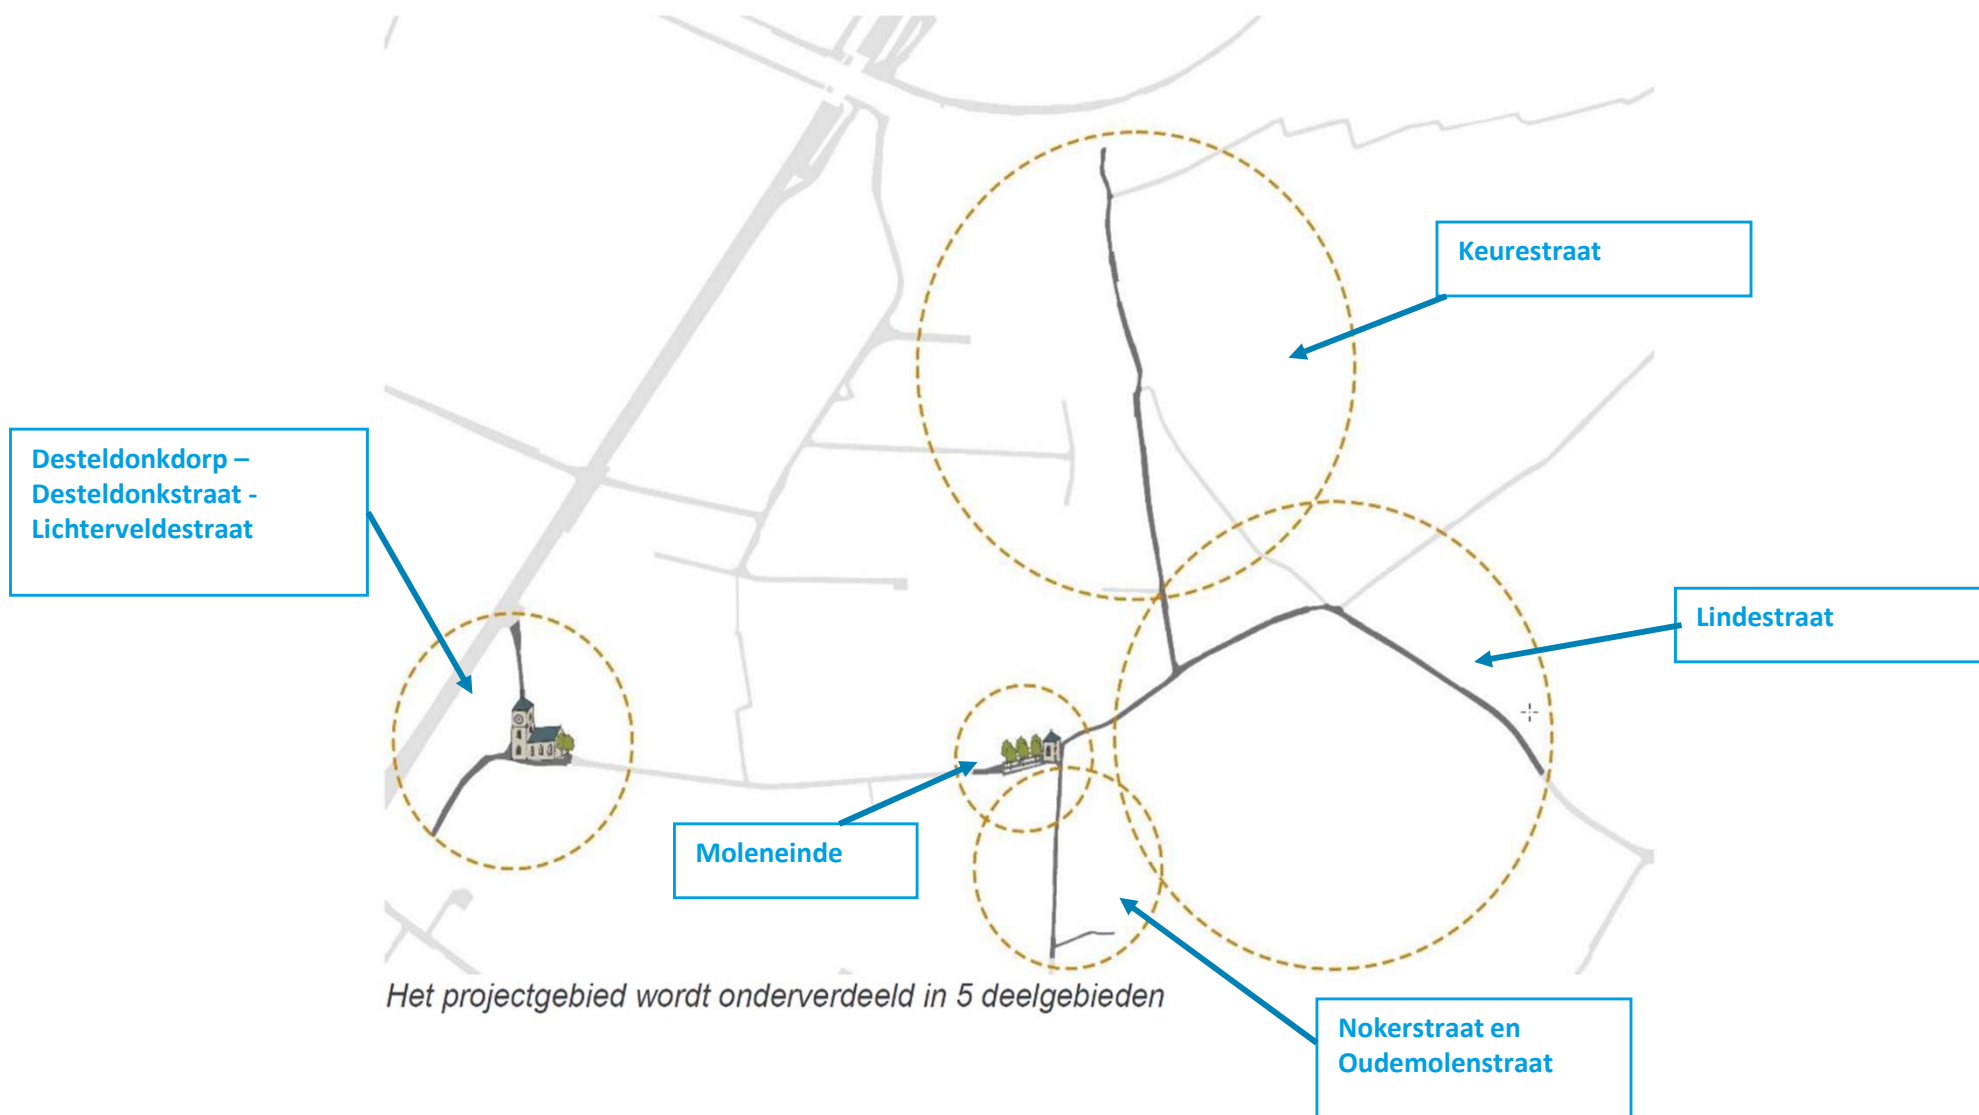 Keurestraat
Desteldonkdorp –
Desteldonkstraat -
Lichterveldestraat
Lindestraat
Moleneinde
Het projectgebied wordt onderverdeeld in 5 deelgebieden
Nokerstraat en
Oudemolenstraat